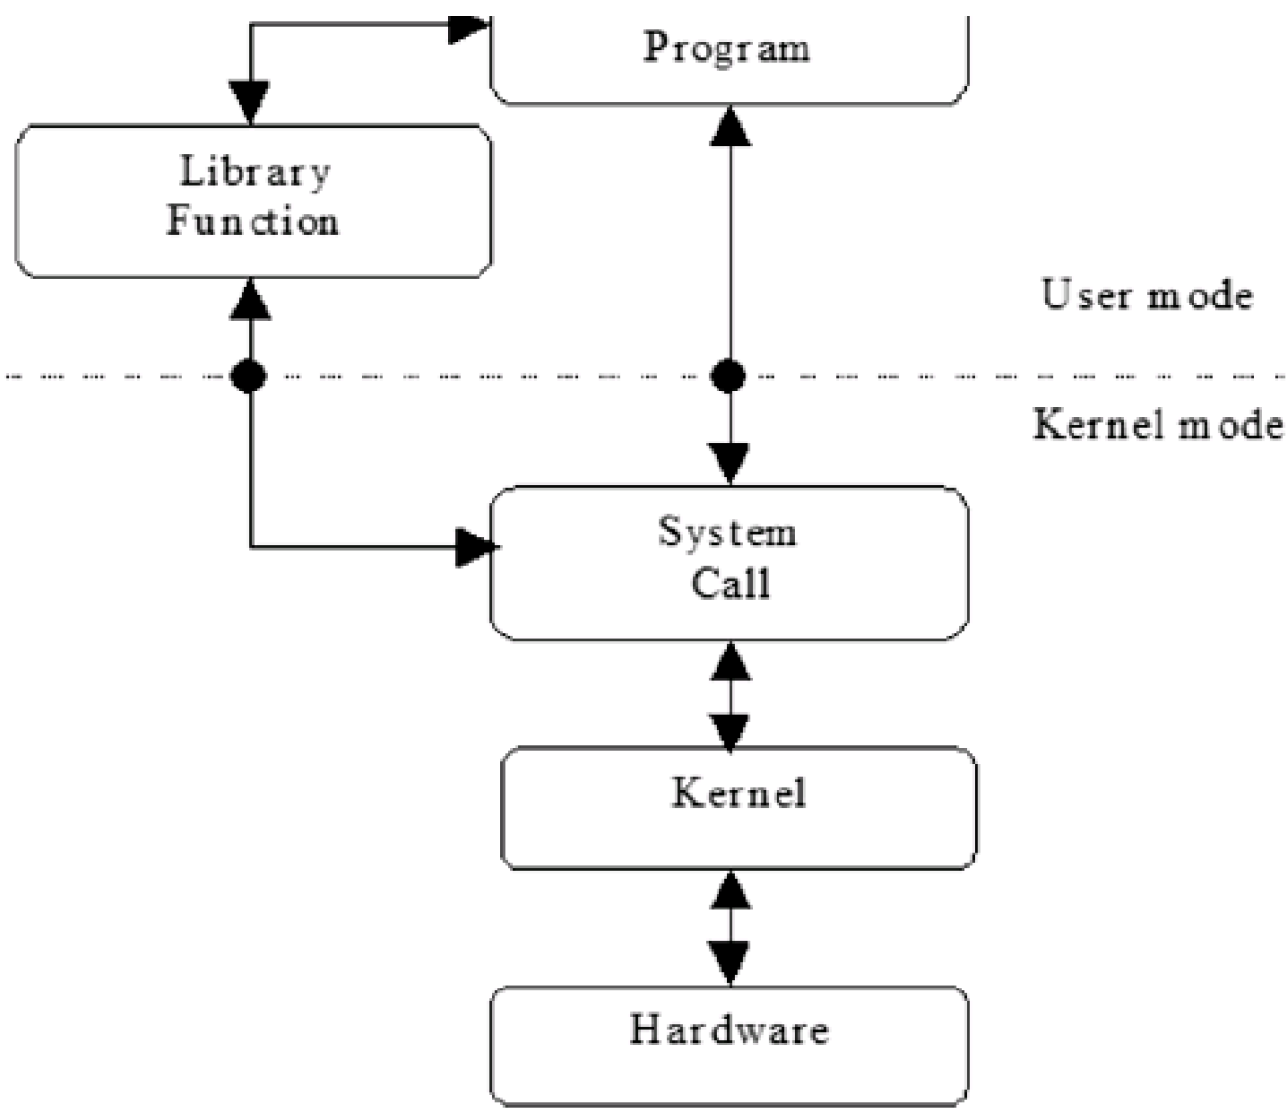 Program
Library
Function
User mode
Kernel mode
System
Call
Kernel
Hardware